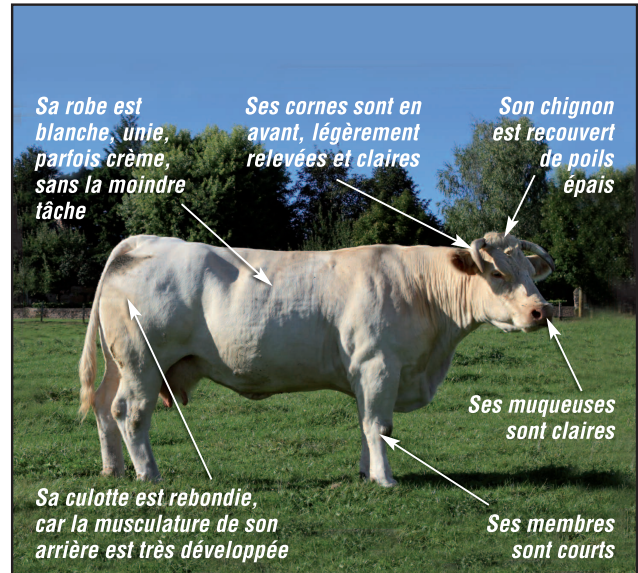 Sa robe est
blanche, unie,
parfois crème,
sans la moindre
tâche
Ses cornes sont en
avant, légèrement
relevées et claires
Son chignon
est recouvert
de poils
épais
Ses muqueuses
sont claires
Sa culotte est rebondie,
car la musculature de son
arrière est très développée
Ses membres
sont courts